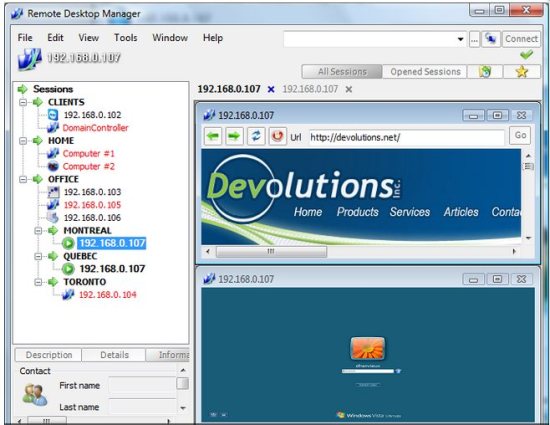 Remote Desktop Manager
File Edit View Tools Window Help
Connect
192.168.0.107
All Sessions Opened Sessions
192.168.0.107 192.168.0.107
Sessions
CLIENTS
192.168.0.102
DomainController
HOME
Computer #1
Computer #2
OFFICE
192.168.0.103
192.168.0.105
192.168.0.106
MONTREAL
192.168.0.107
QUEBEC
192.168.0.107
TORONTO
192.168.0.104
Description Details Informa
Contact
First name
Last name
192.168.0.107
Url http://devolutions.net/ Go
Devolutions Inc.
Home Products Services Articles Conta
192.168.0.107
Windows Vista